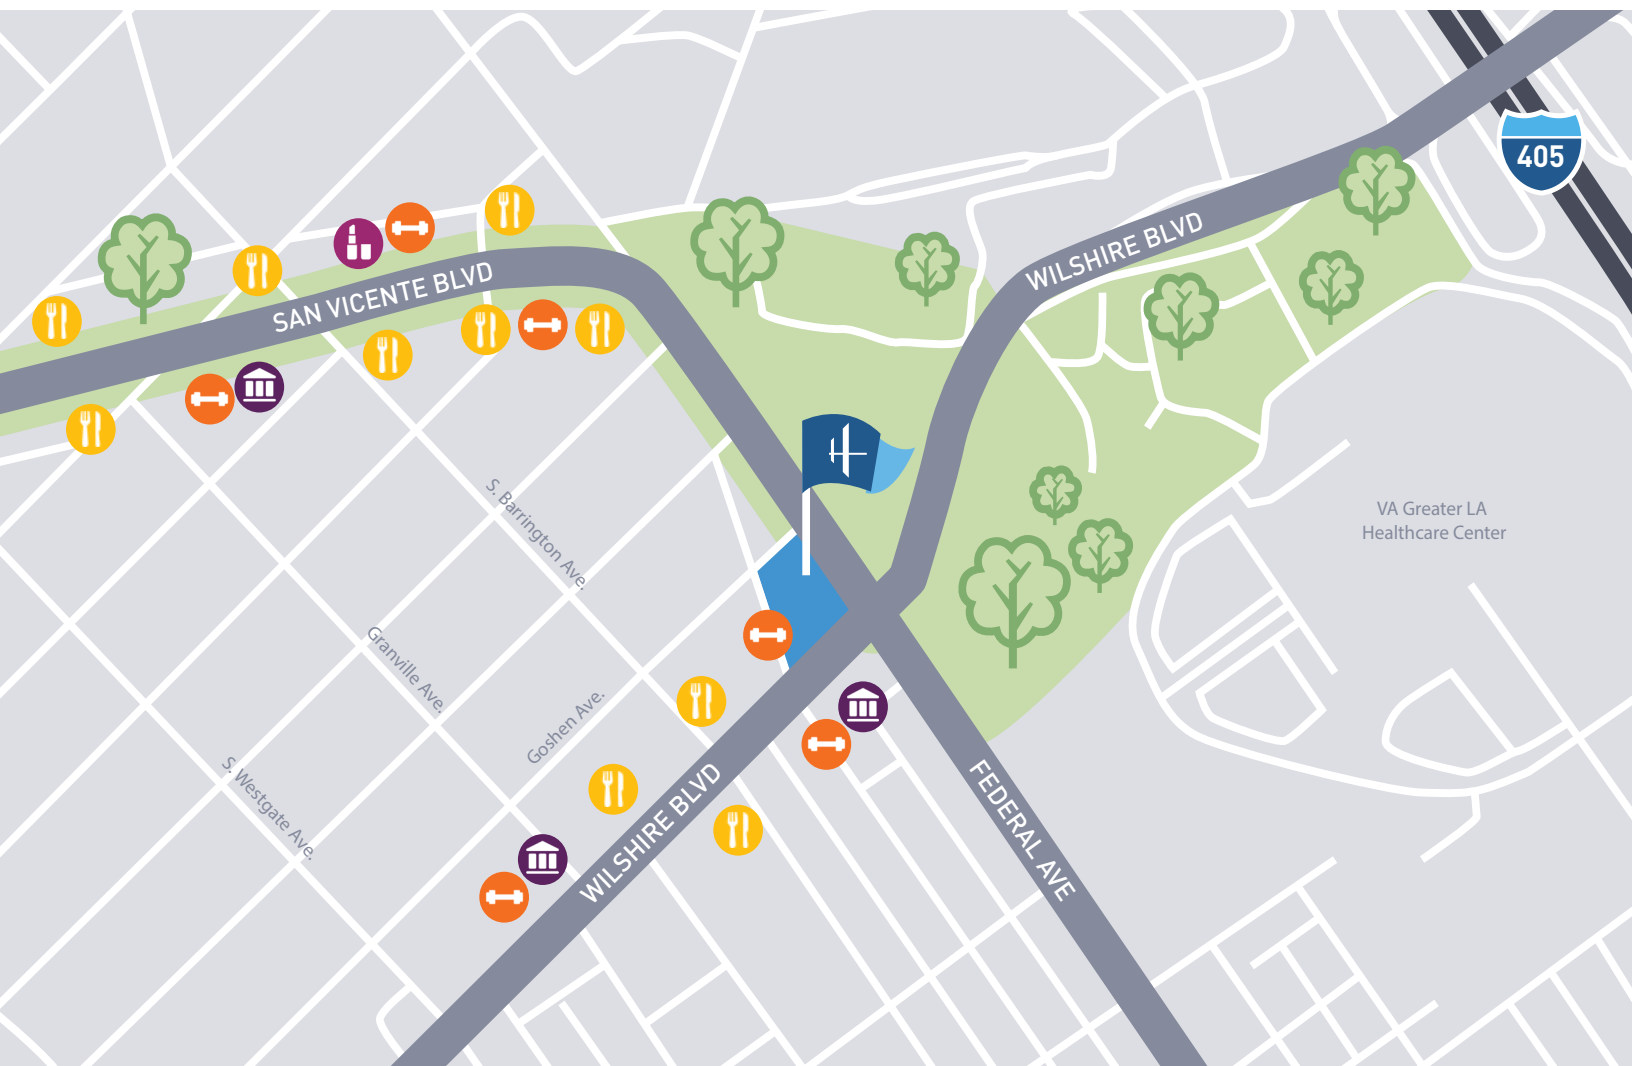 405
WILSHIRE BLVD
SAN VICENTE BLVD
VA Greater LA
Healthcare Center
S. Barrington Ave.
Granville Ave.
Goshen Ave.
S. Westgate Ave.
WILSHIRE BLVD
FEDERAL AVE